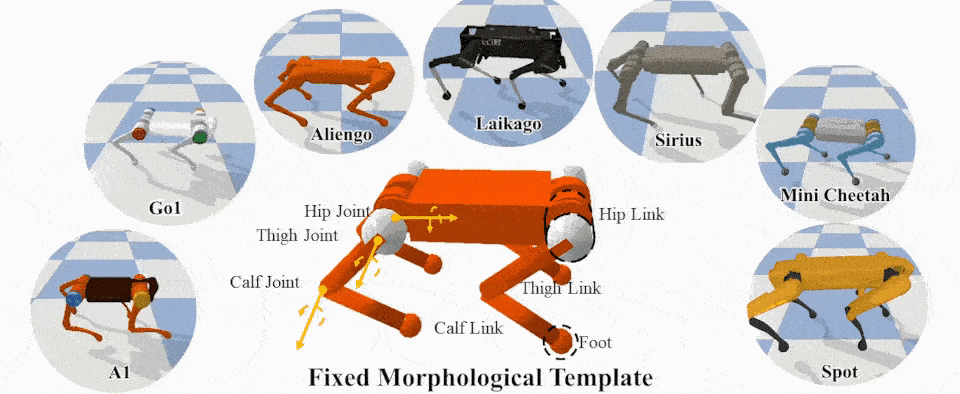 Aliengo
Laikago
Sirius
Go1
Mini Cheetah
A1
Spot
Hip Joint
Thigh Joint
Calf Joint
Hip Link
Thigh Link
Calf Link
Foot
Fixed Morphological Template